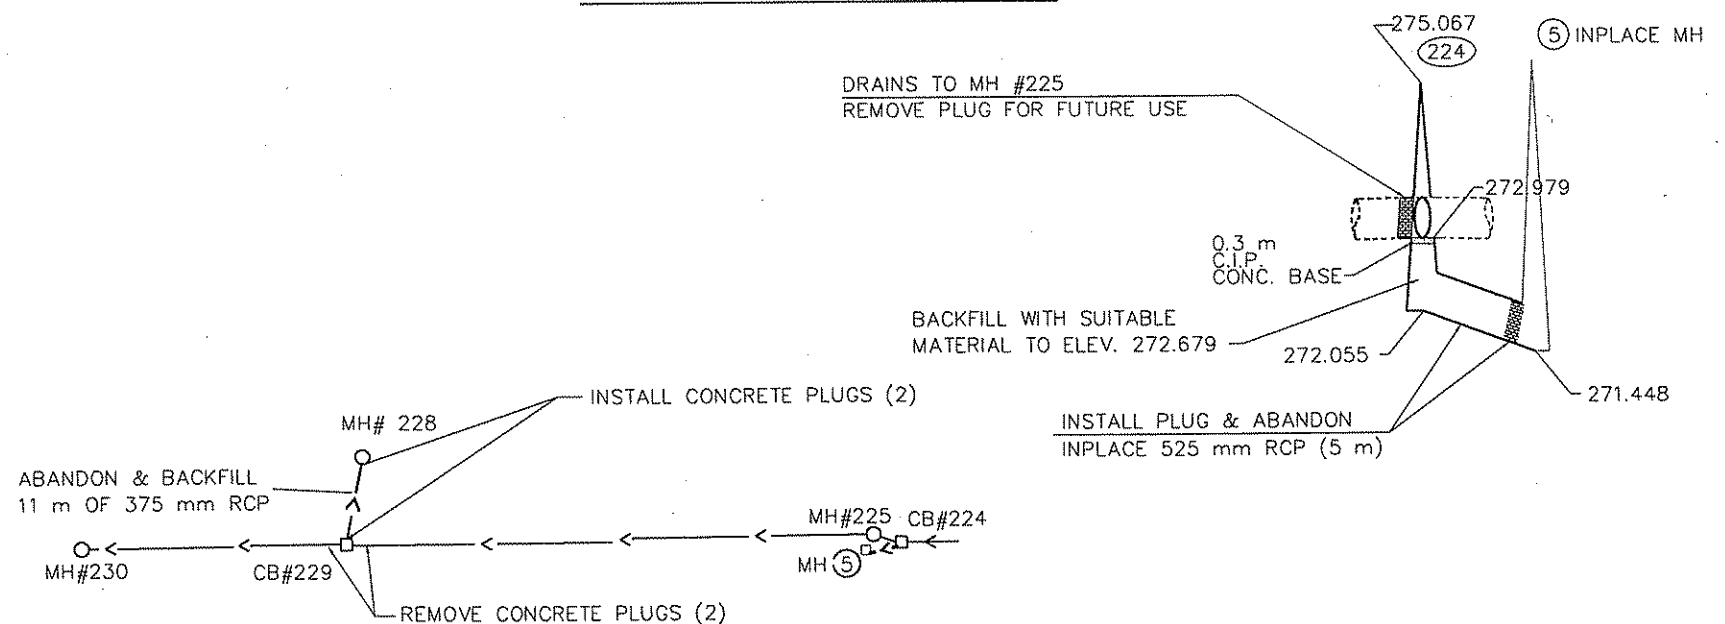 275.067
224
5 INPLACE MH
DRAINS TO MH #225
REMOVE PLUG FOR FUTURE USE
272.979
0.3 m
C.I.P.
CONC. BASE
BACKFILL WITH SUITABLE
MATERIAL TO ELEV. 272.679
272.055
271.448
INSTALL PLUG & ABANDON
INPLACE 525 mm RCP (5 m)
INSTALL CONCRETE PLUGS (2)
MH# 228
ABANDON & BACKFILL
11 m OF 375 mm RCP
MH#225
CB#224
MH 5
MH#230
CB#229
REMOVE CONCRETE PLUGS (2)